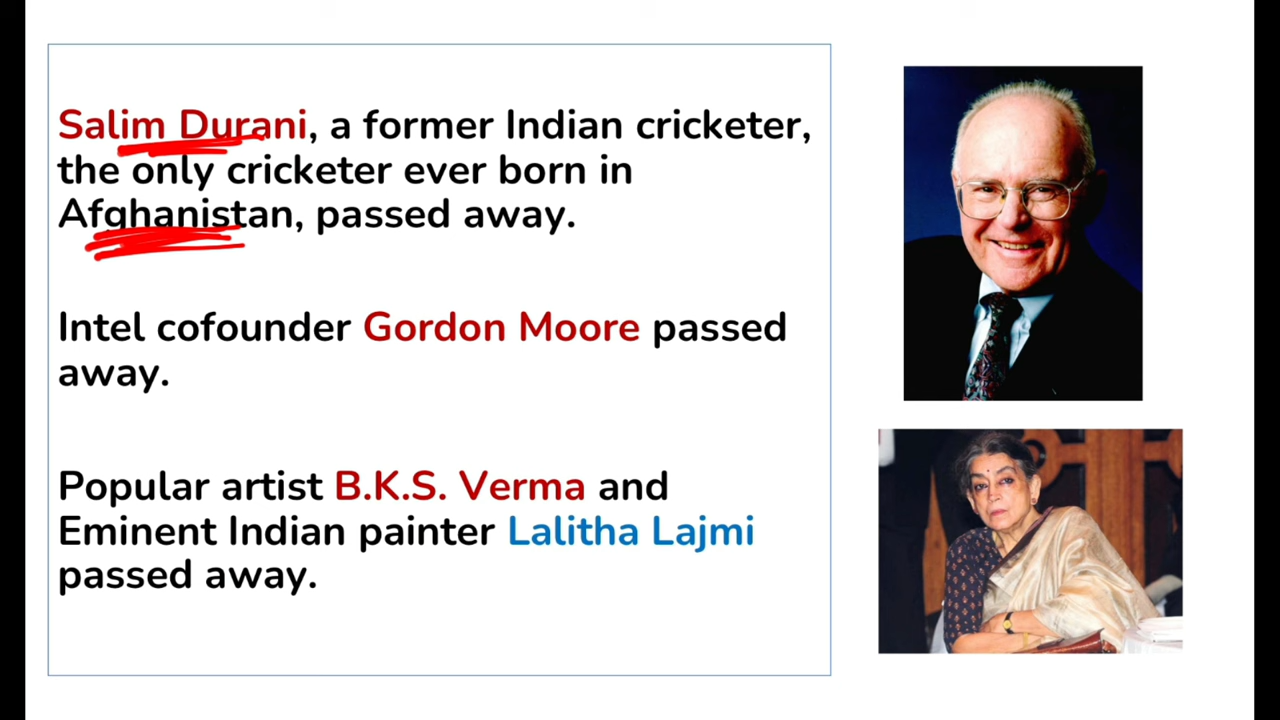 Salim Durani, a former Indian cricketer,
the only cricketer ever born in
Afghanistan, passed away.
Intel cofounder Gordon Moore passed
away.
Popular artist B.K.S. Verma and
Eminent Indian painter Lalitha Lajmi
passed away.